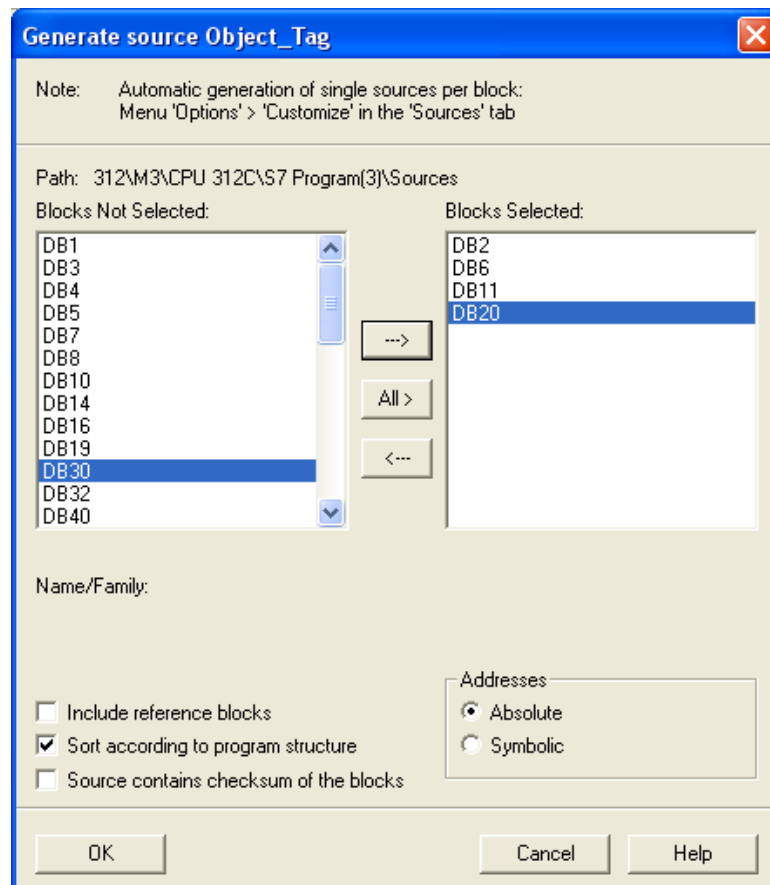 Generate source Object_Tag
Note: Automatic generation of single sources per block:
Menu 'Options' > 'Customize' in the 'Sources' tab
Path: 312\M3\CPU 312C\S7 Program(3)\Sources
Blocks Not Selected:
DB1
DB3
DB4
DB5
DB7
DB8
DB10
DB14
DB16
DB19
DB30
DB32
DB40
--->
All >
<---
Blocks Selected:
DB2
DB6
DB11
DB20
Name/Family:
Include reference blocks
Sort according to program structure
Source contains checksum of the blocks
Addresses
Absolute
Symbolic
OK
Cancel
Help